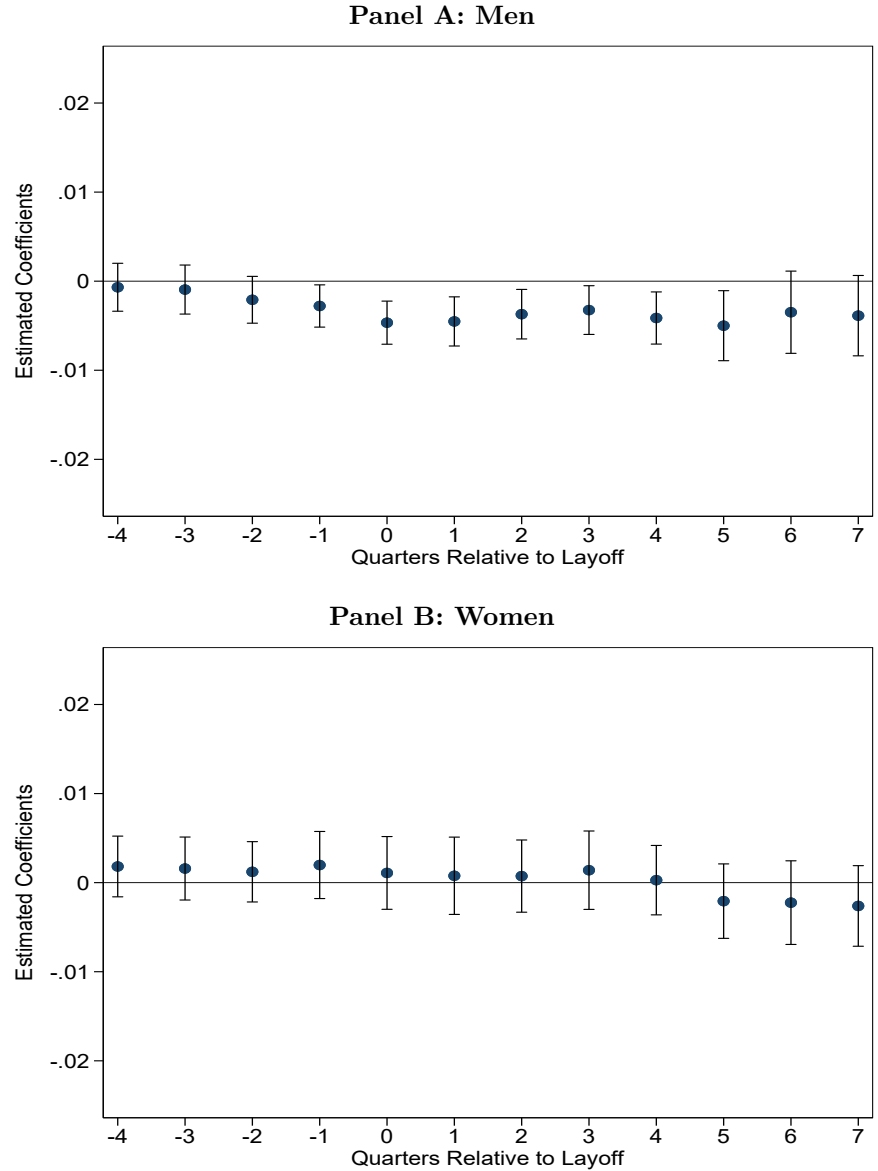 Panel A: Men
.02
.01
0
-.01
-.02
Estimated Coefficients
-4 -3 -2 -1 0 1 2 3 4 5 6 7
Quarters Relative to Layoff
Panel B: Women
.02
.01
0
-.01
-.02
Estimated Coefficients
-4 -3 -2 -1 0 1 2 3 4 5 6 7
Quarters Relative to Layoff